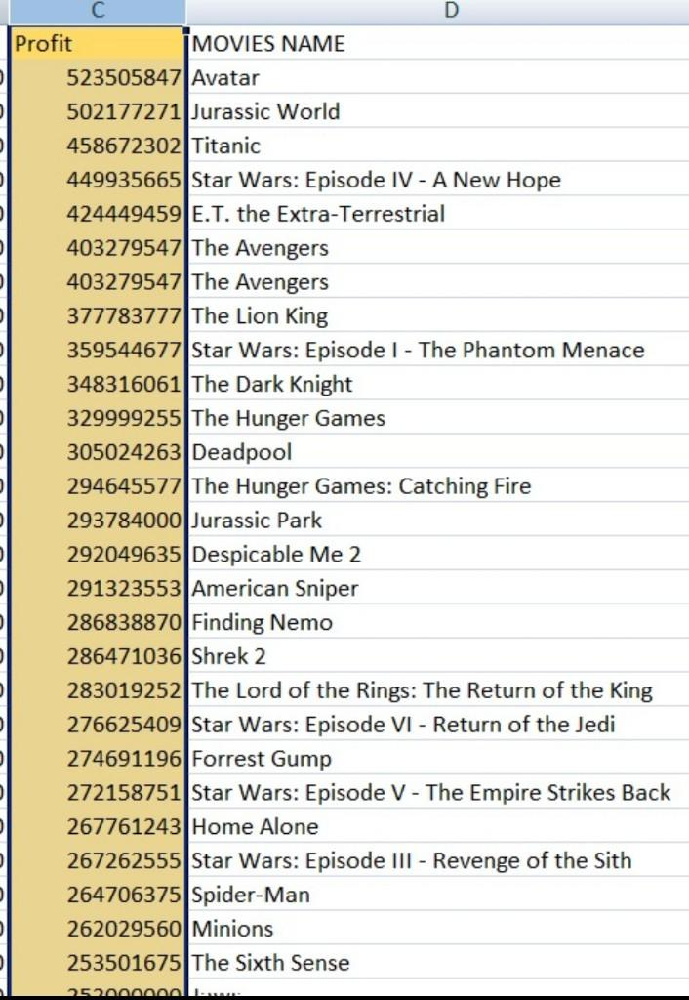 C D
Profit MOVIES NAME
523505847 Avatar
502177271 Jurassic World
458672302 Titanic
449935665 Star Wars: Episode IV - A New Hope
424449459 E.T. the Extra-Terrestrial
403279547 The Avengers
403279547 The Avengers
377783777 The Lion King
359544677 Star Wars: Episode I - The Phantom Menace
348316061 The Dark Knight
329999255 The Hunger Games
305024263 Deadpool
294645577 The Hunger Games: Catching Fire
293784000 Jurassic Park
292049635 Despicable Me 2
291323553 American Sniper
286838870 Finding Nemo
286471036 Shrek 2
283019252 The Lord of the Rings: The Return of the King
276625409 Star Wars: Episode VI - Return of the Jedi
274691196 Forrest Gump
272158751 Star Wars: Episode V - The Empire Strikes Back
267761243 Home Alone
267262555 Star Wars: Episode III - Revenge of the Sith
264706375 Spider-Man
262029560 Minions
253501675 The Sixth Sense